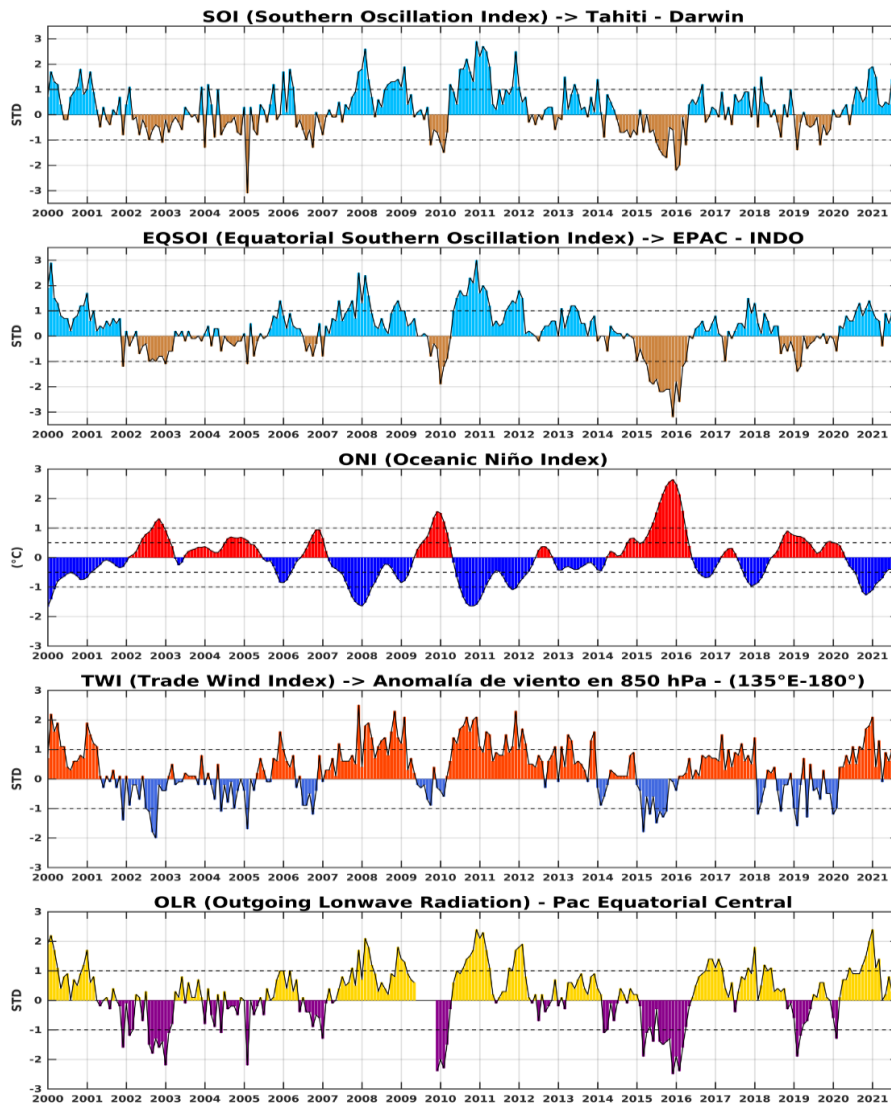 SOI (Southern Oscillation Index) -> Tahiti - Darwin
3
2
1
0
-1
-2
-3
STD
2000 2001 2002 2003 2004 2005 2006 2007 2008 2009 2010 2011 2012 2013 2014 2015 2016 2017 2018 2019 2020 2021
EQSOI (Equatorial Southern Oscillation Index) -> EPAC - INDO
3
2
1
0
-1
-2
-3
STD
2000 2001 2002 2003 2004 2005 2006 2007 2008 2009 2010 2011 2012 2013 2014 2015 2016 2017 2018 2019 2020 2021
ONI (Oceanic Niño Index)
3
2
1
0
-1
-2
-3
(°C)
2000 2001 2002 2003 2004 2005 2006 2007 2008 2009 2010 2011 2012 2013 2014 2015 2016 2017 2018 2019 2020 2021
TWI (Trade Wind Index) -> Anomalía de viento en 850 hPa - (135°E-180°)
3
2
1
0
-1
-2
-3
STD
2000 2001 2002 2003 2004 2005 2006 2007 2008 2009 2010 2011 2012 2013 2014 2015 2016 2017 2018 2019 2020 2021
OLR (Outgoing Lonwave Radiation) - Pac Equatorial Central
3
2
1
0
-1
-2
-3
STD
2000 2001 2002 2003 2004 2005 2006 2007 2008 2009 2010 2011 2012 2013 2014 2015 2016 2017 2018 2019 2020 2021